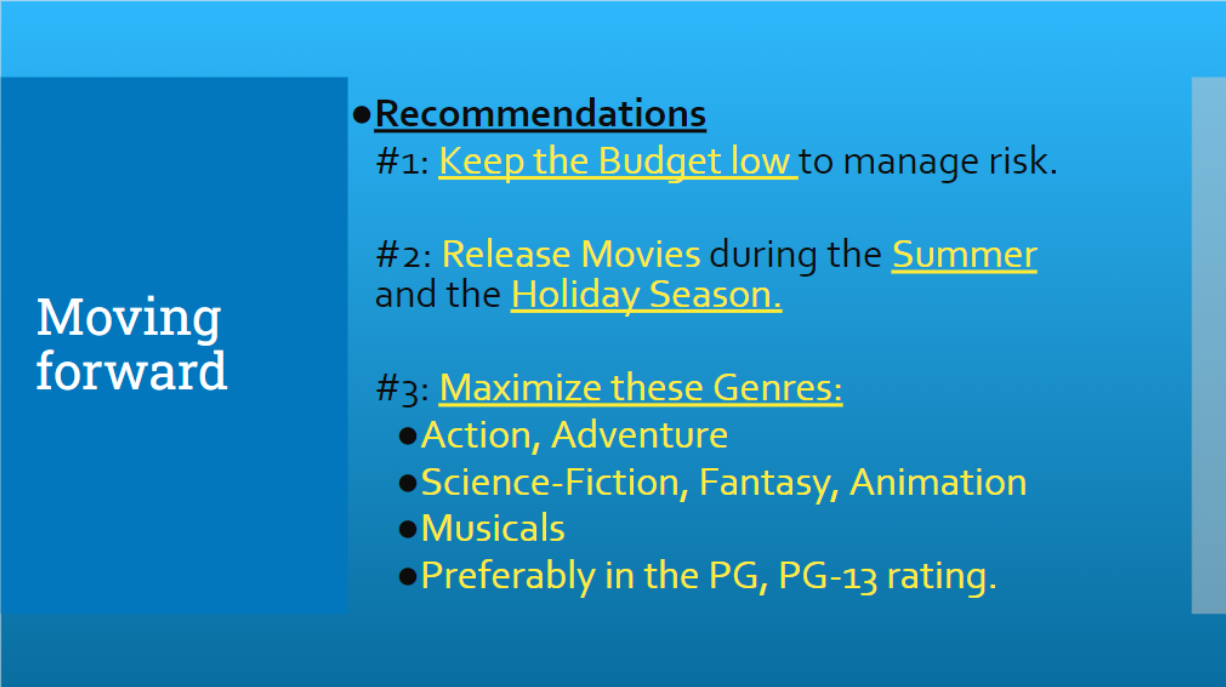 Moving
forward
●Recommendations
#1: Keep the Budget low to manage risk.
#2: Release Movies during the Summer
and the Holiday Season.
#3: Maximize these Genres:
●Action, Adventure
●Science-Fiction, Fantasy, Animation
●Musicals
●Preferably in the PG, PG-13 rating.